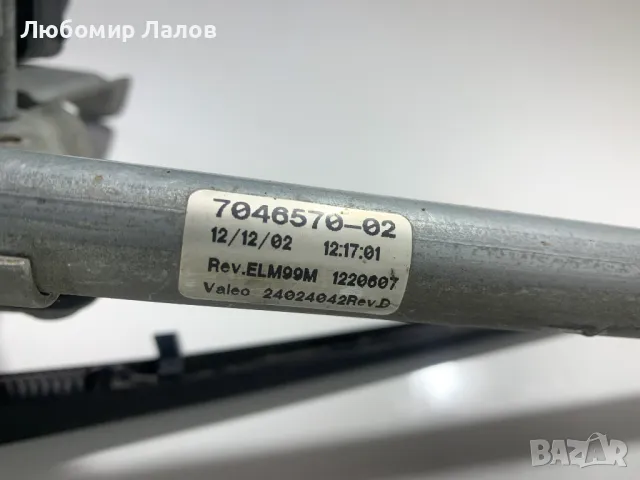 Любомир Лалов
7046570-02
12/12/02 12:17:01
Rev.ELM99M 1220607
Valeo 24024042Rev.D
BAZAR